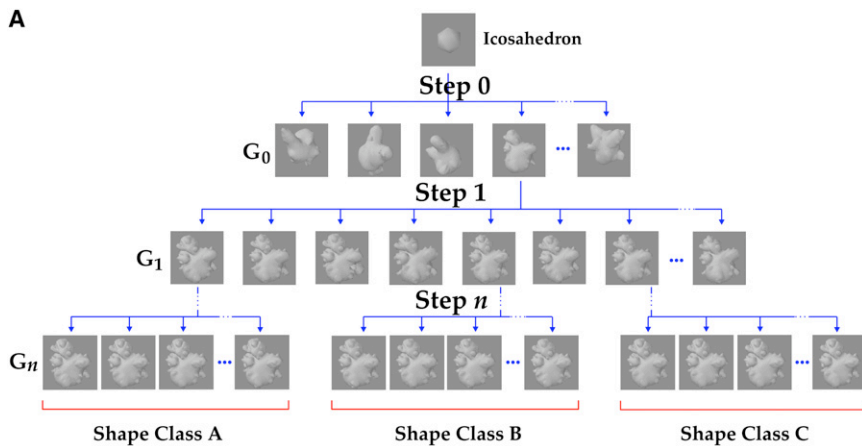 A
Icosahedron
Step 0
G0
Step 1
G1
Step n
Gn
Shape Class A
Shape Class B
Shape Class C